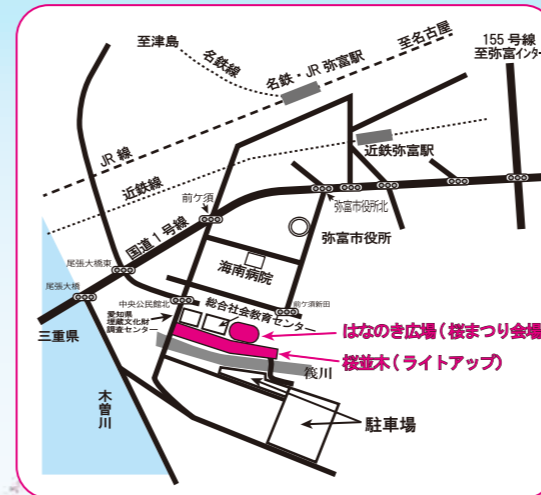 至津島
名鉄線
名鉄・JR 弥富駅
至名古屋
155 号線
至弥富インター
JR 線
近鉄線
近鉄弥富駅
前ケ須
国道1号線
弥富市役所北
弥富市役所
海南病院
尾張大橋東
尾張大橋
三重県
中央公民館北
総合社会教育センター
前ケ須新田
愛知県
埋蔵文化財
調査センター
はなのき広場(桜まつり会場
桜並木(ライトアップ)
筏川
木曽川
駐車場